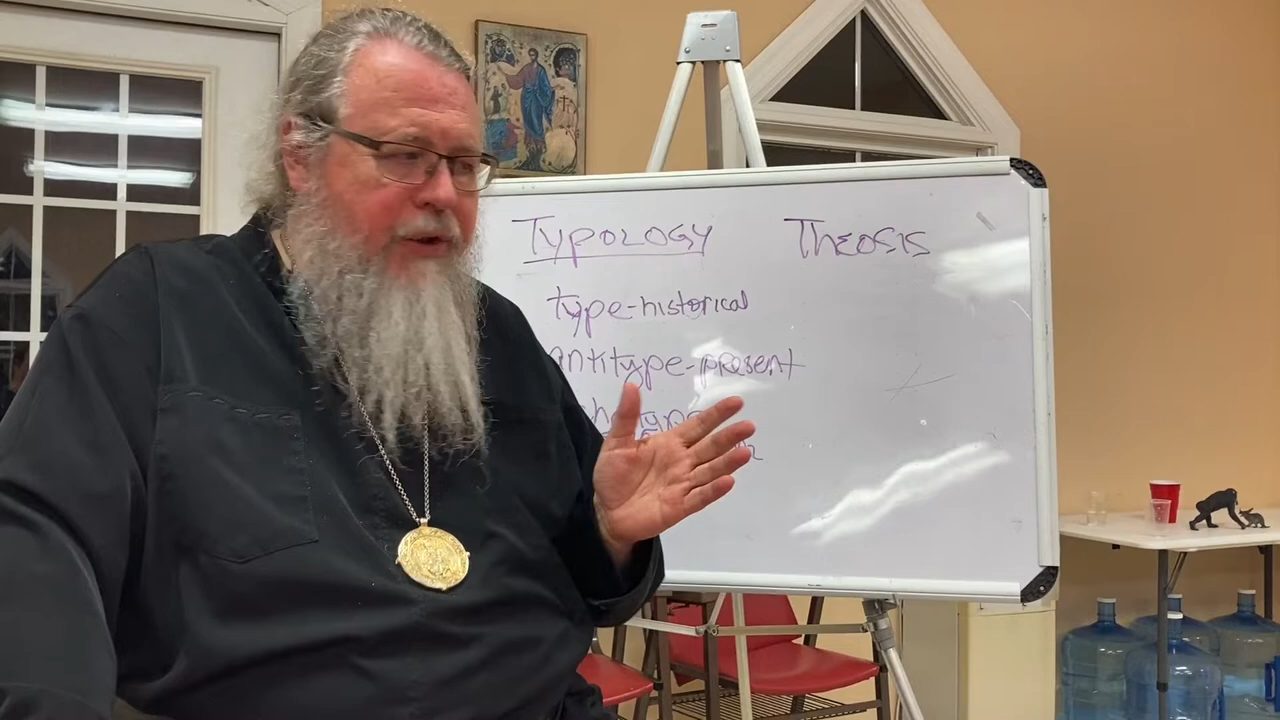 Typology Theosis
type-historical
antitype-present